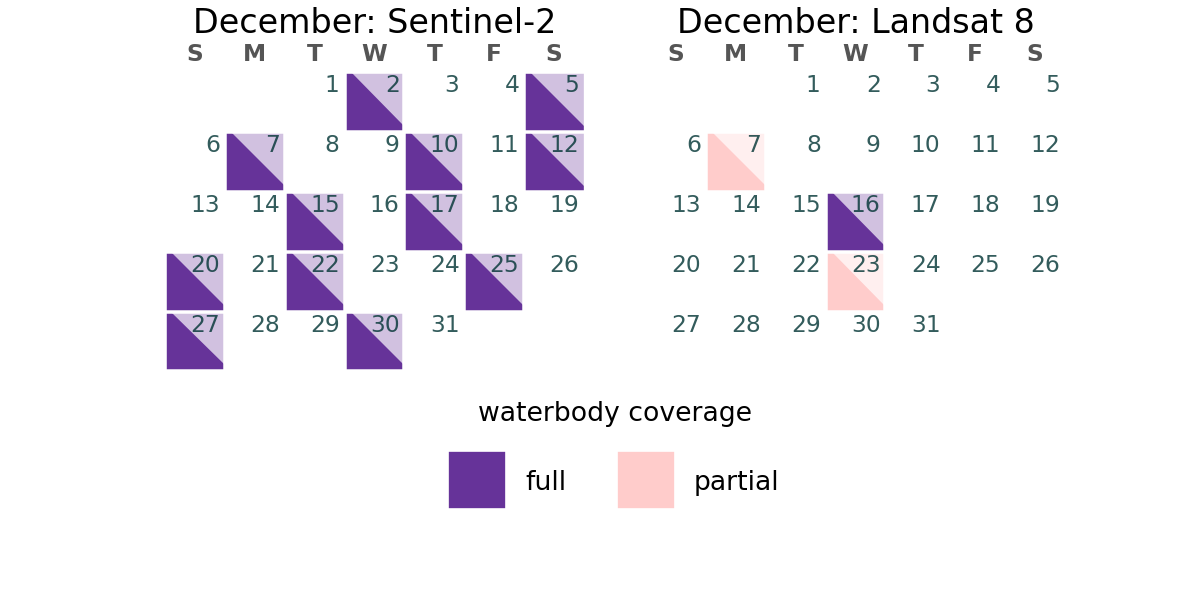 December: Sentinel-2
S M T W T F S
1 2 3 4 5
6 7 8 9 10 11 12
13 14 15 16 17 18 19
20 21 22 23 24 25 26
27 28 29 30 31
December: Landsat 8
S M T W T F S
1 2 3 4 5
6 7 8 9 10 11 12
13 14 15 16 17 18 19
20 21 22 23 24 25 26
27 28 29 30 31
waterbody coverage
full partial